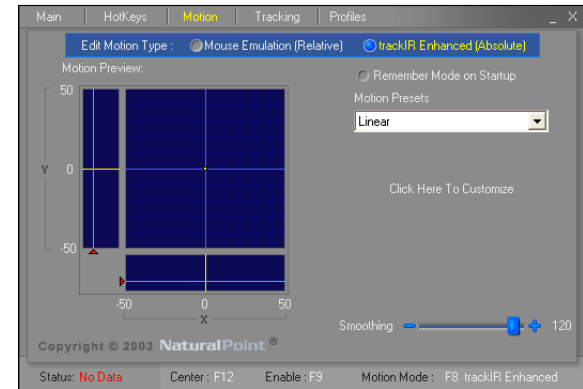 Main HotKeys Motion Tracking Profiles _ X
Edit Motion Type : Mouse Emulation (Relative) trackIR Enhanced (Absolute)
Motion Preview:
Remember Mode on Startup
Motion Presets
Linear
50
Y 0
-50
Click Here To Customize
-50 0 50
X
Smoothing 120
Copyright © 2003 NaturalPoint ®
Status: No Data Center : F12 Enable : F9 Motion Mode : F8 trackIR Enhanced